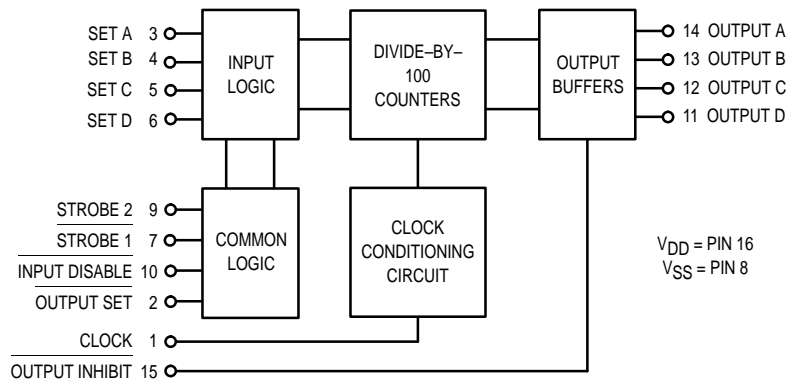 SET A 3
SET B 4
SET C 5
SET D 6
INPUT
LOGIC
DIVIDE–BY–
100
COUNTERS
OUTPUT
BUFFERS
14 OUTPUT A
13 OUTPUT B
12 OUTPUT C
11 OUTPUT D
STROBE 2 9
STROBE 1 7
INPUT DISABLE 10
OUTPUT SET 2
CLOCK 1
OUTPUT INHIBIT 15
COMMON
LOGIC
CLOCK
CONDITIONING
CIRCUIT
VDD = PIN 16
VSS = PIN 8